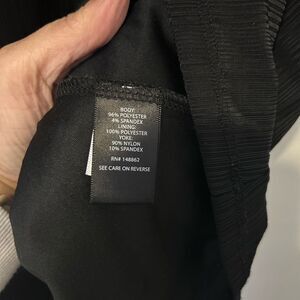 BODY:
96% POLYESTER
4% SPANDEX
LINING:
100% POLYESTER
YOKE:
90% NYLON
10% SPANDEX
RN# 148862
SEE CARE ON REVERSE